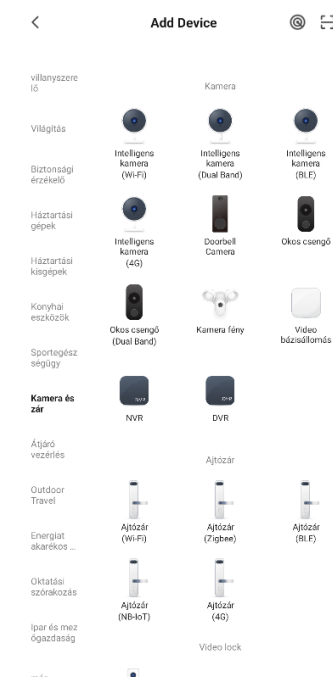 Add Device
villanyszere
lő
Világítás
Biztonsági
érzékelő
Háztartási
gépek
Háztartási
kisgépek
Konyhai
eszközök
Sportegész
ségügy
Kamera és
zár
Átjáró
vezérlés
Outdoor
Travel
Energiat
akarékos ...
Oktatási
szórakozás
Ipar és mez
őgazdaság
Kamera
Intelligens
kamera
(Wi-Fi)
Intelligens
kamera
(Dual Band)
Intelligens
kamera
(BLE)
Intelligens
kamera
(4G)
Doorbell
Camera
Okos csengő
Okos csengő
(Dual Band)
Kamera fény
Video
bázisállomás
NVR
NVR
DVR
Ajtózár
Ajtózár
(Wi-Fi)
Ajtózár
(Zigbee)
Ajtózár
(BLE)
Ajtózár
(NB-IoT)
Ajtózár
(4G)
Video lock